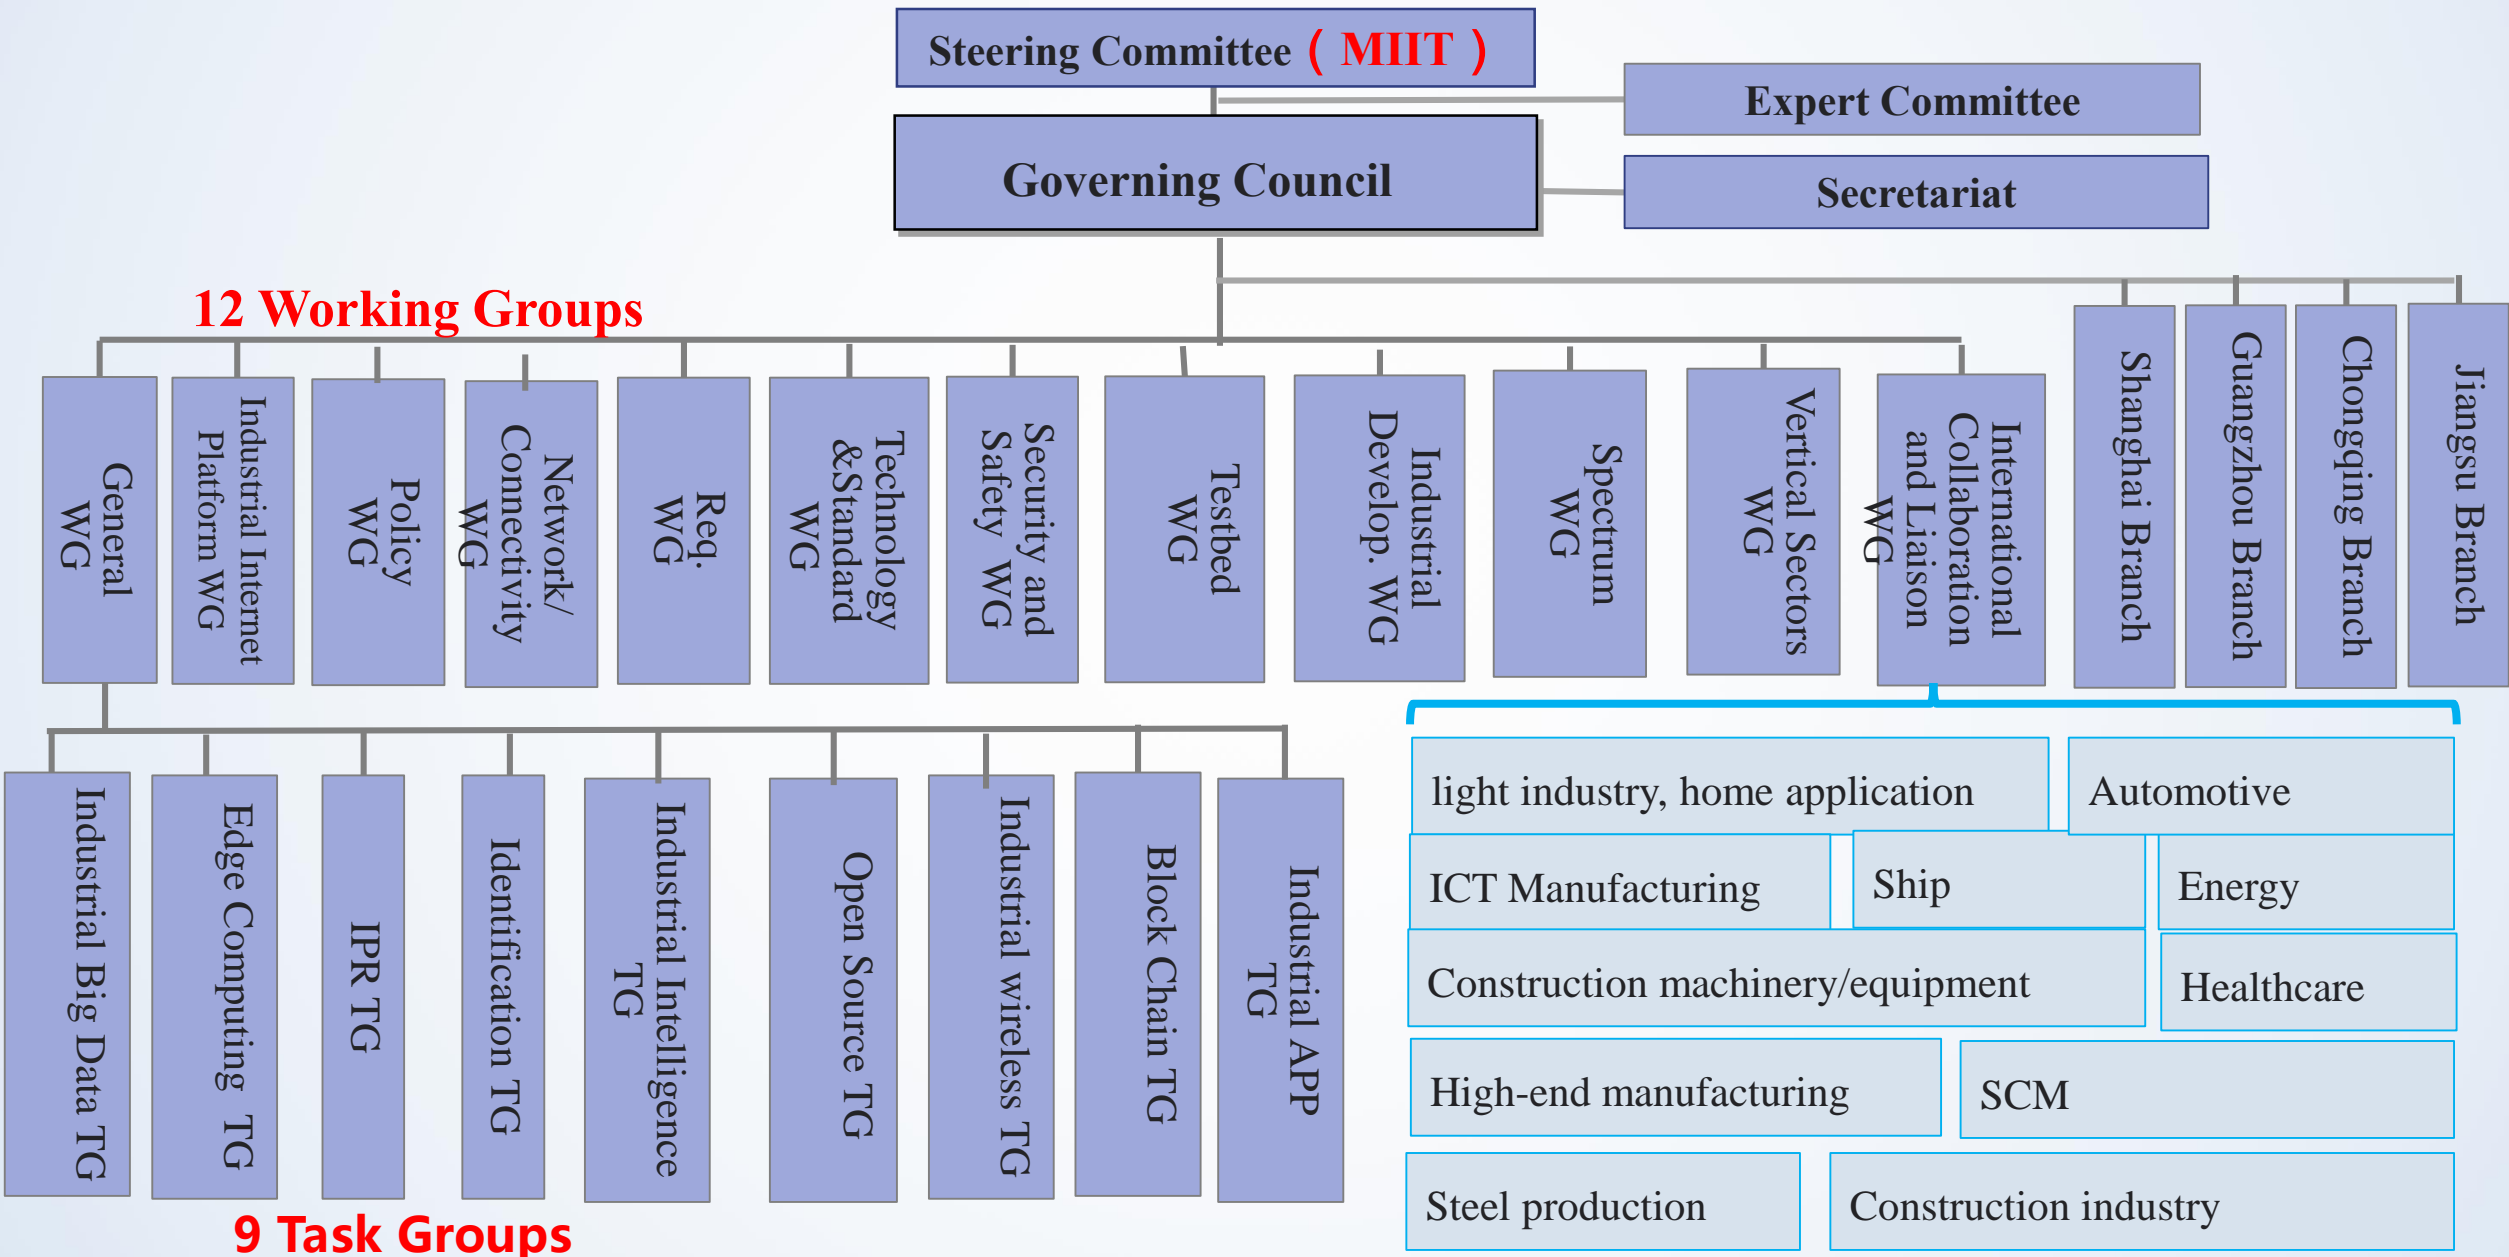 Steering Committee ( MIIT )
Expert Committee
Governing Council
Secretariat
12 Working Groups
General
WG
Industrial Internet
Platform WG
Policy
WG
Network/
Connectivity
WG
Req.
WG
Technology
&Standard
WG
Security and
Safety WG
Testbed
WG
Industrial
Develop. WG
Spectrum
WG
Vertical Sectors
WG
International
Collaboration
and Liaison
WG
Shanghai Branch
Guangzhou Branch
Chongqing Branch
Jiangsu Branch
Industrial Big Data TG
Edge Computing TG
IPR TG
Identification TG
Industrial Intelligence
TG
Open Source TG
Industrial wireless TG
Block Chain TG
Industrial APP
TG
9 Task Groups
light industry, home application
Automotive
ICT Manufacturing
Ship
Energy
Construction machinery/equipment
Healthcare
High-end manufacturing
SCM
Steel production
Construction industry